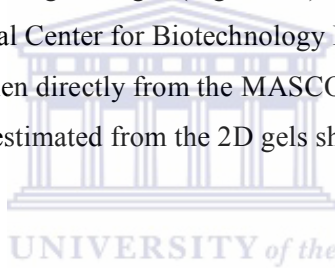 al Center for Biotechnology
en directly from the MASCO
estimated from the 2D gels sh
UNIVERSITY of the